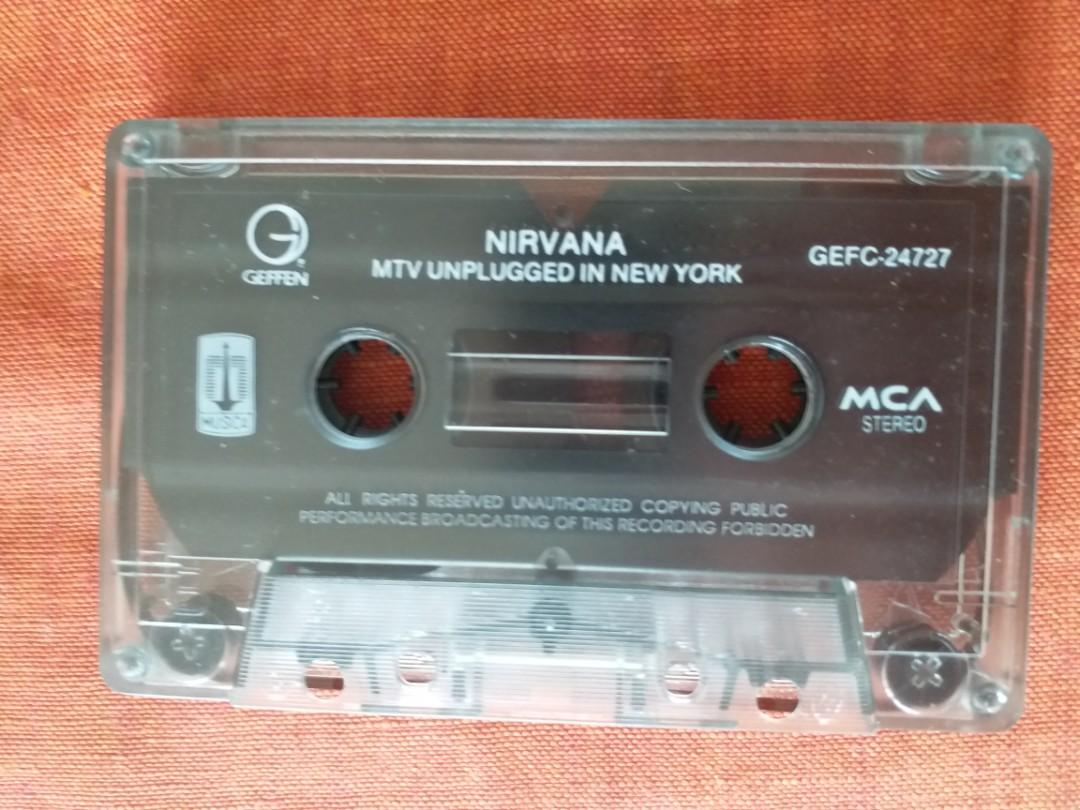 GEFFEN
NIRVANA
MTV UNPLUGGED IN NEW YORK
GEFC-24727
MUSICA
MCA
STEREO
ALL RIGHTS RESERVED UNAUTHORIZED COPYING PUBLIC
PERFORMANCE BROADCASTING OF THIS RECORDING FORBIDDEN